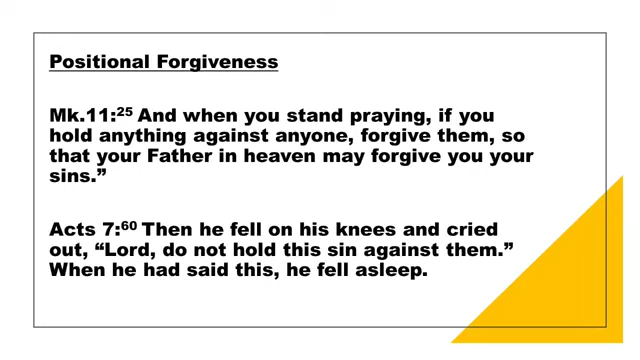 Positional Forgiveness
Mk.11:25 And when you stand praying, if you
hold anything against anyone, forgive them, so
that your Father in heaven may forgive you your
sins.”
Acts 7:60 Then he fell on his knees and cried
out, “Lord, do not hold this sin against them.”
When he had said this, he fell asleep.